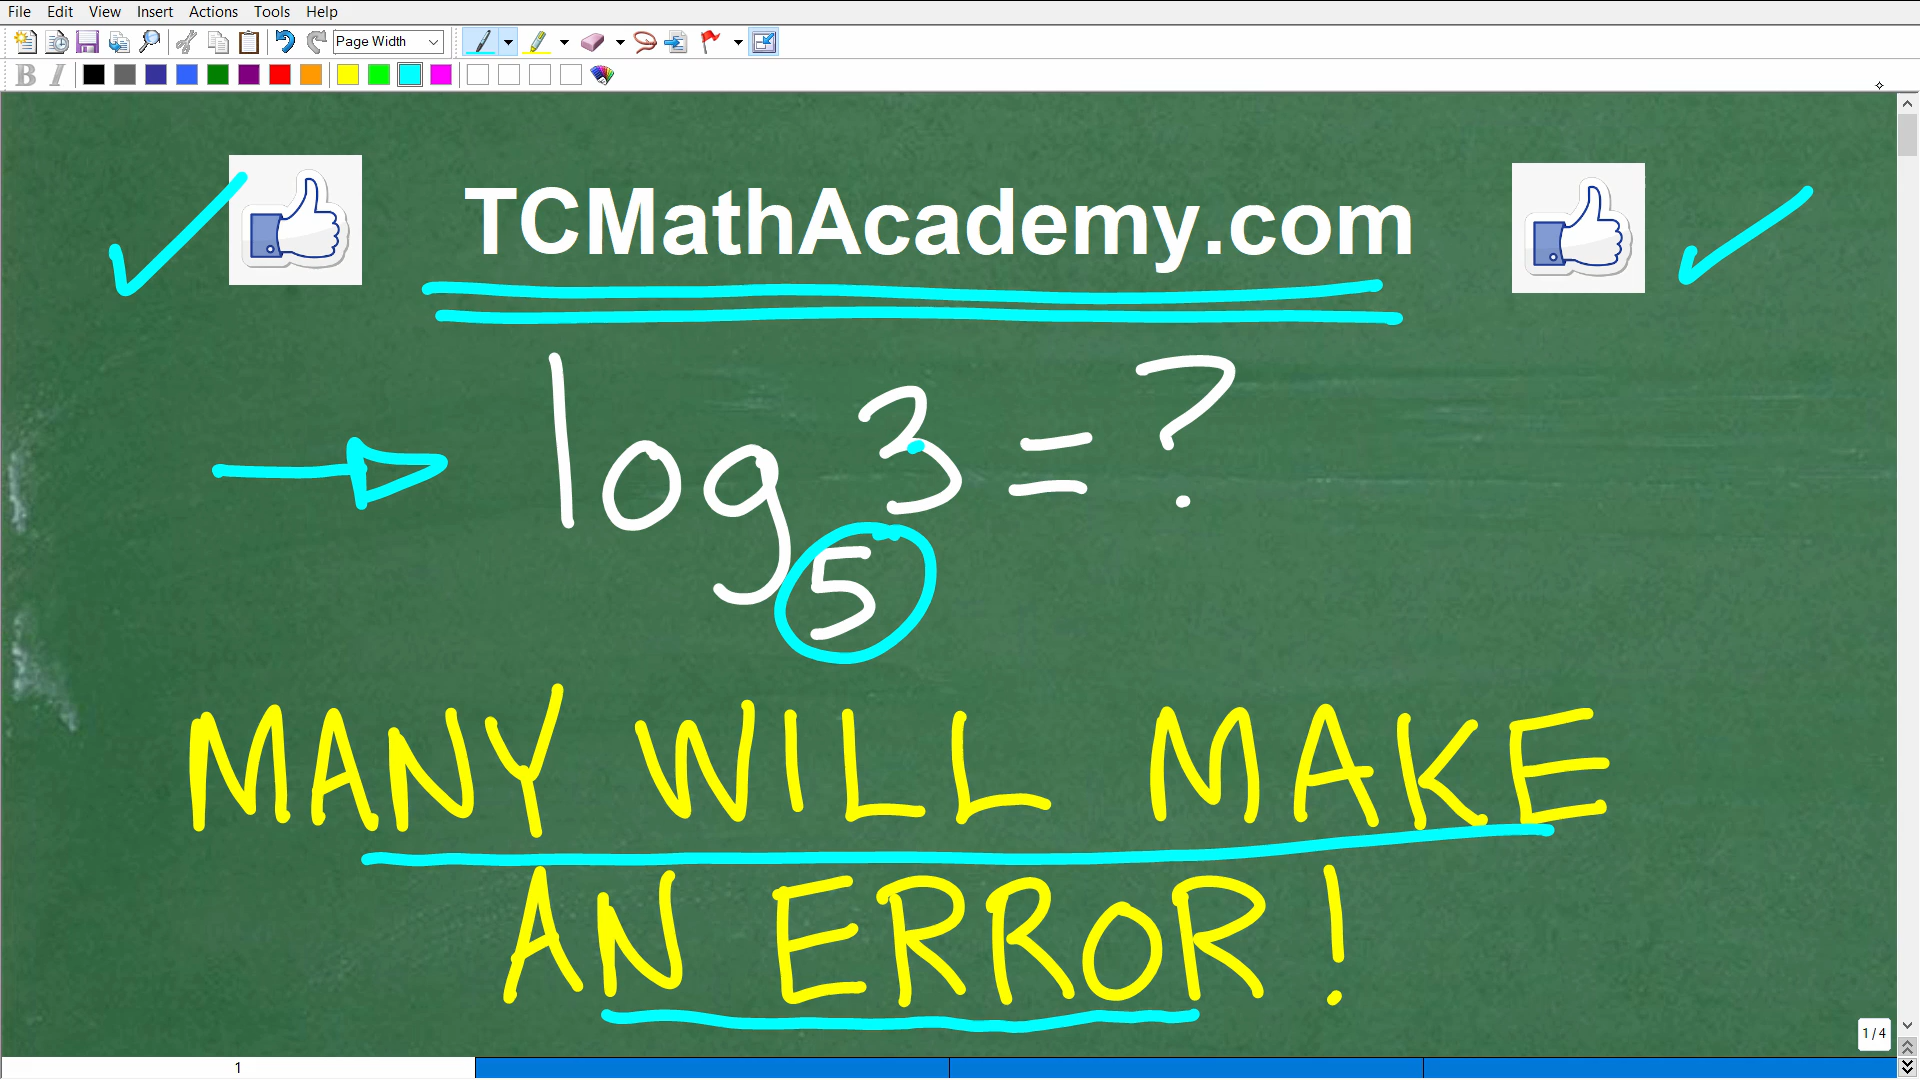 File Edit View Insert Actions Tools Help
Page Width
B I
TCMathAcademy.com
log₅3=?
MANY WILL MAKE
AN ERROR!
1/4
1